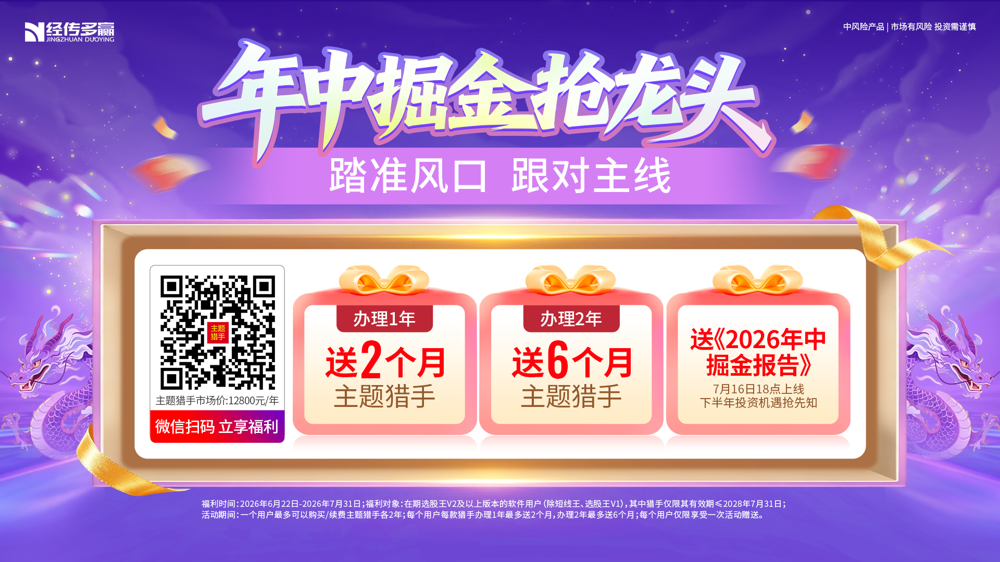 经传多赢
JINGZHUAN DUOYING
中风险产品 | 市场有风险 投资需谨慎
年中掘金抢龙头
踏准风口 跟对主线
主题
猎手
主题猎手市场价:12800元/年
微信扫码 立享福利
办理1年
送2个月
主题猎手
办理2年
送6个月
主题猎手
送《2026年中
掘金报告》
7月16日18点上线
下半年投资机遇抢先知
福利时间：2026年6月22日-2026年7月31日；福利对象：在期选股王V2及以上版本的软件用户（除短线王、选股王V1），其中猎手仅限其有效期≤2028年7月31日；
活动期间：一个用户最多可以购买/续费主题猎手各2年；每个用户每款猎手办理1年最多送2个月，办理2年最多送6个月；每个用户仅限享受一次活动赠送。